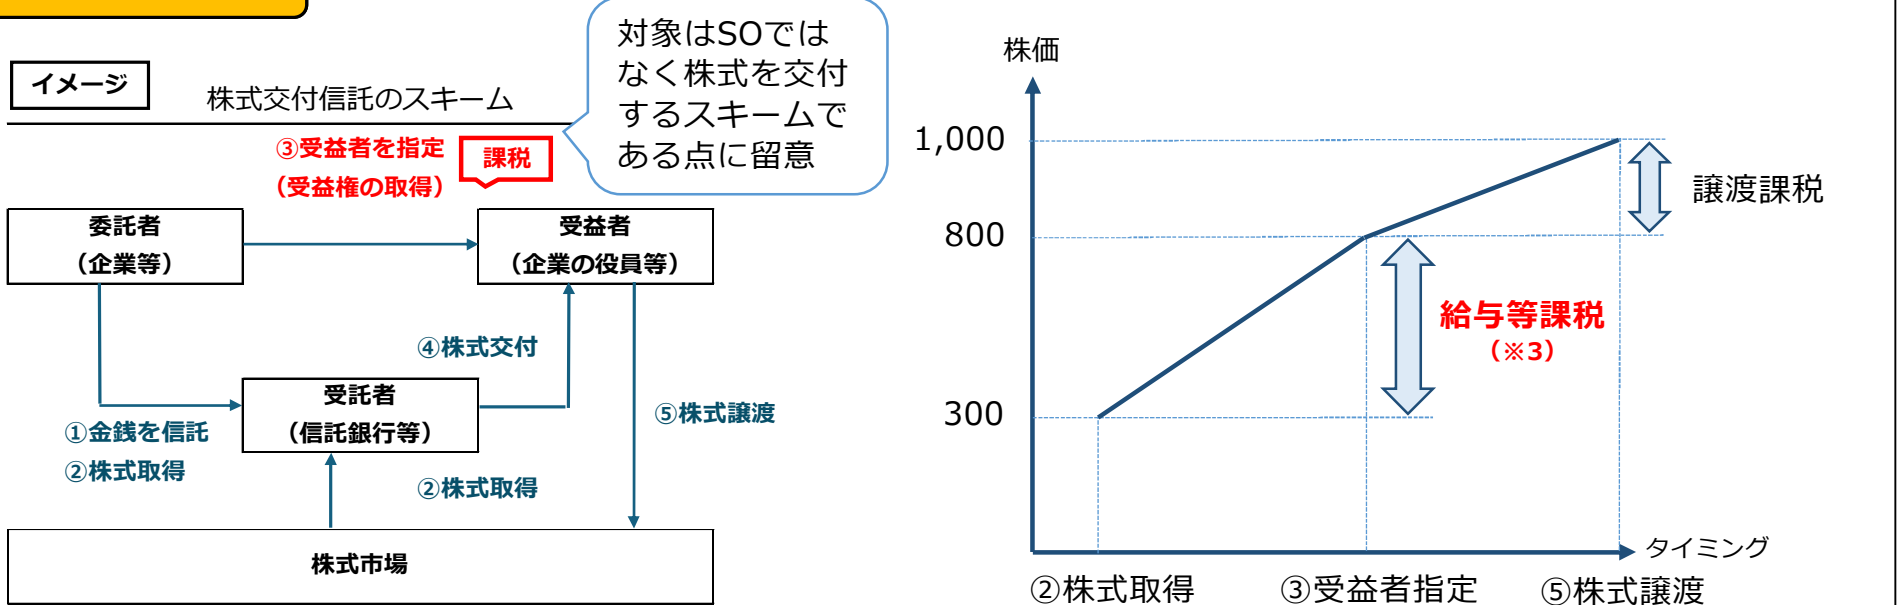 イメージ
株式交付信託のスキーム
対象はSOでは
なく株式を交付
するスキームで
ある点に留意
③受益者を指定
（受益権の取得）
課税
委託者
（企業等）
受益者
（企業の役員等）
④株式交付
受託者
（信託銀行等）
①金銭を信託
②株式取得
②株式取得
⑤株式譲渡
株式市場
株価
1,000
800
300
譲渡課税
給与等課税
（※3）
タイミング
②株式取得
③受益者指定
⑤株式譲渡